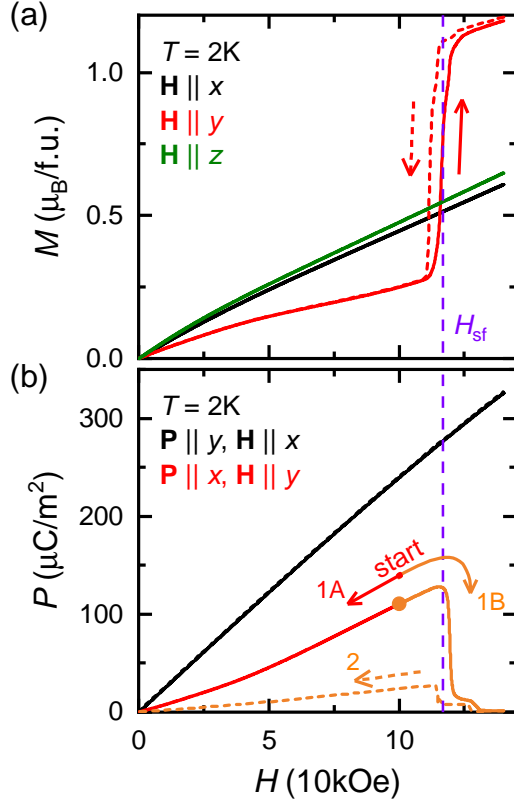 (a)
T = 2K
H || x
H || y
H || z
M (μB/f.u.)
1.0
0.5
0.0
Hsf
(b)
T = 2K
P || y, H || x
P || x, H || y
P (μC/m²)
300
200
100
0
start
1A
1B
2
0
5
10
H (10kOe)